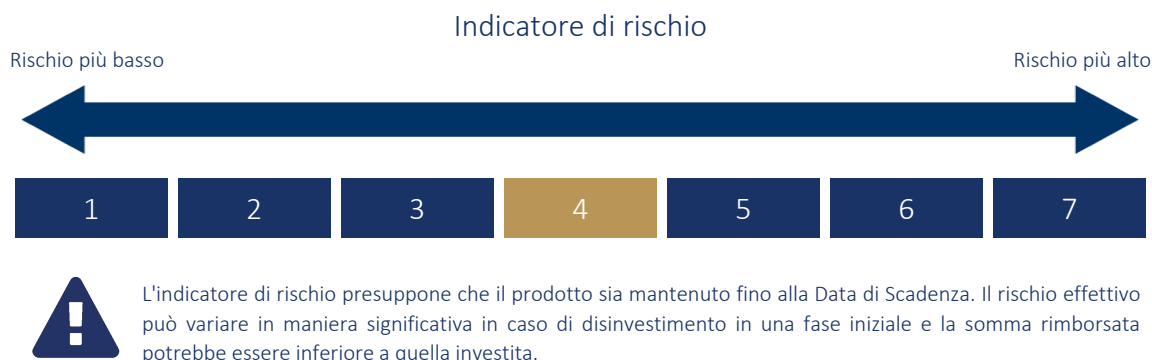 Indicatore di rischio
Rischio più basso
Rischio più alto
1 2 3 4 5 6 7
L'indicatore di rischio presuppone che il prodotto sia mantenuto fino alla Data di Scadenza. Il rischio effettivo
può variare in maniera significativa in caso di disinvestimento in una fase iniziale e la somma rimborsata
potrebbe essere inferiore a quella investita.